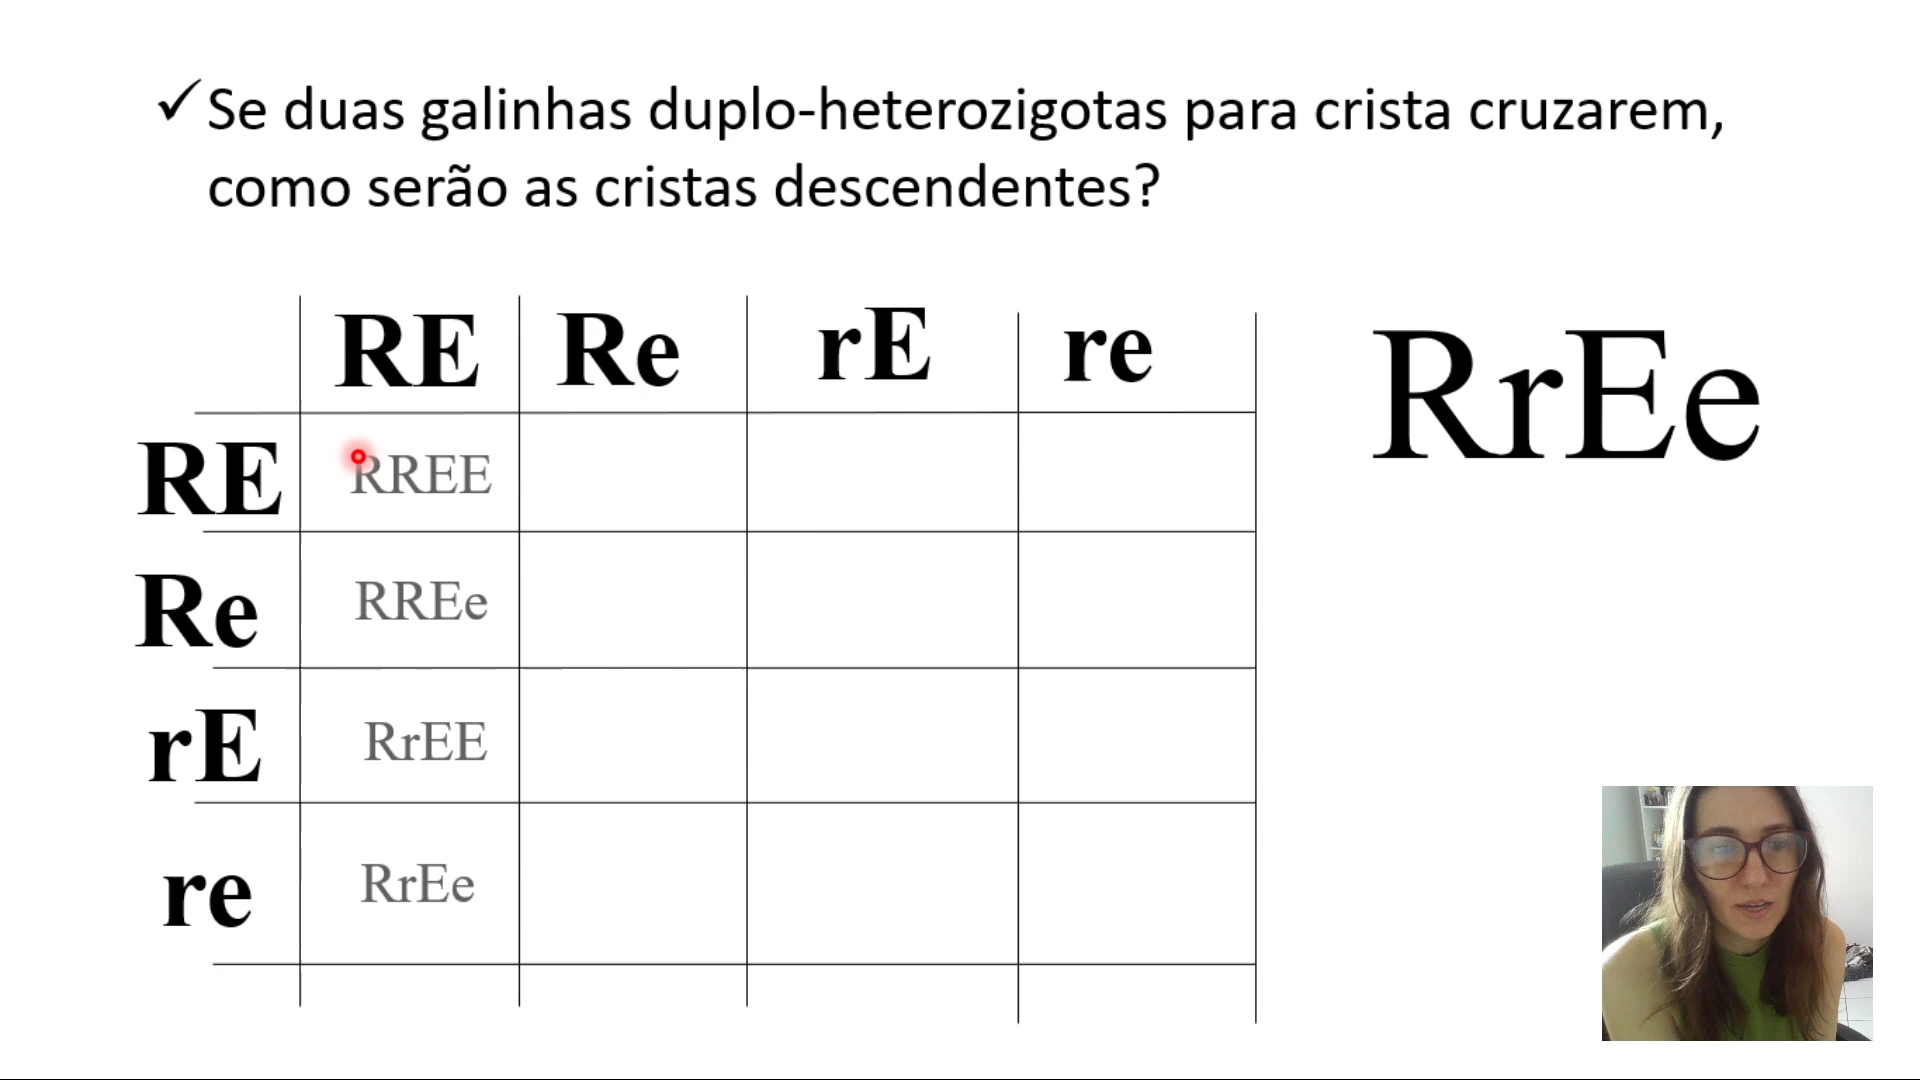 ✓ Se duas galinhas duplo-heterozigotas para crista cruzarem,
como serão as cristas descendentes?
RE Re rE re
RrEe
RE RREE
Re RREe
rE RrEE
re RrEe